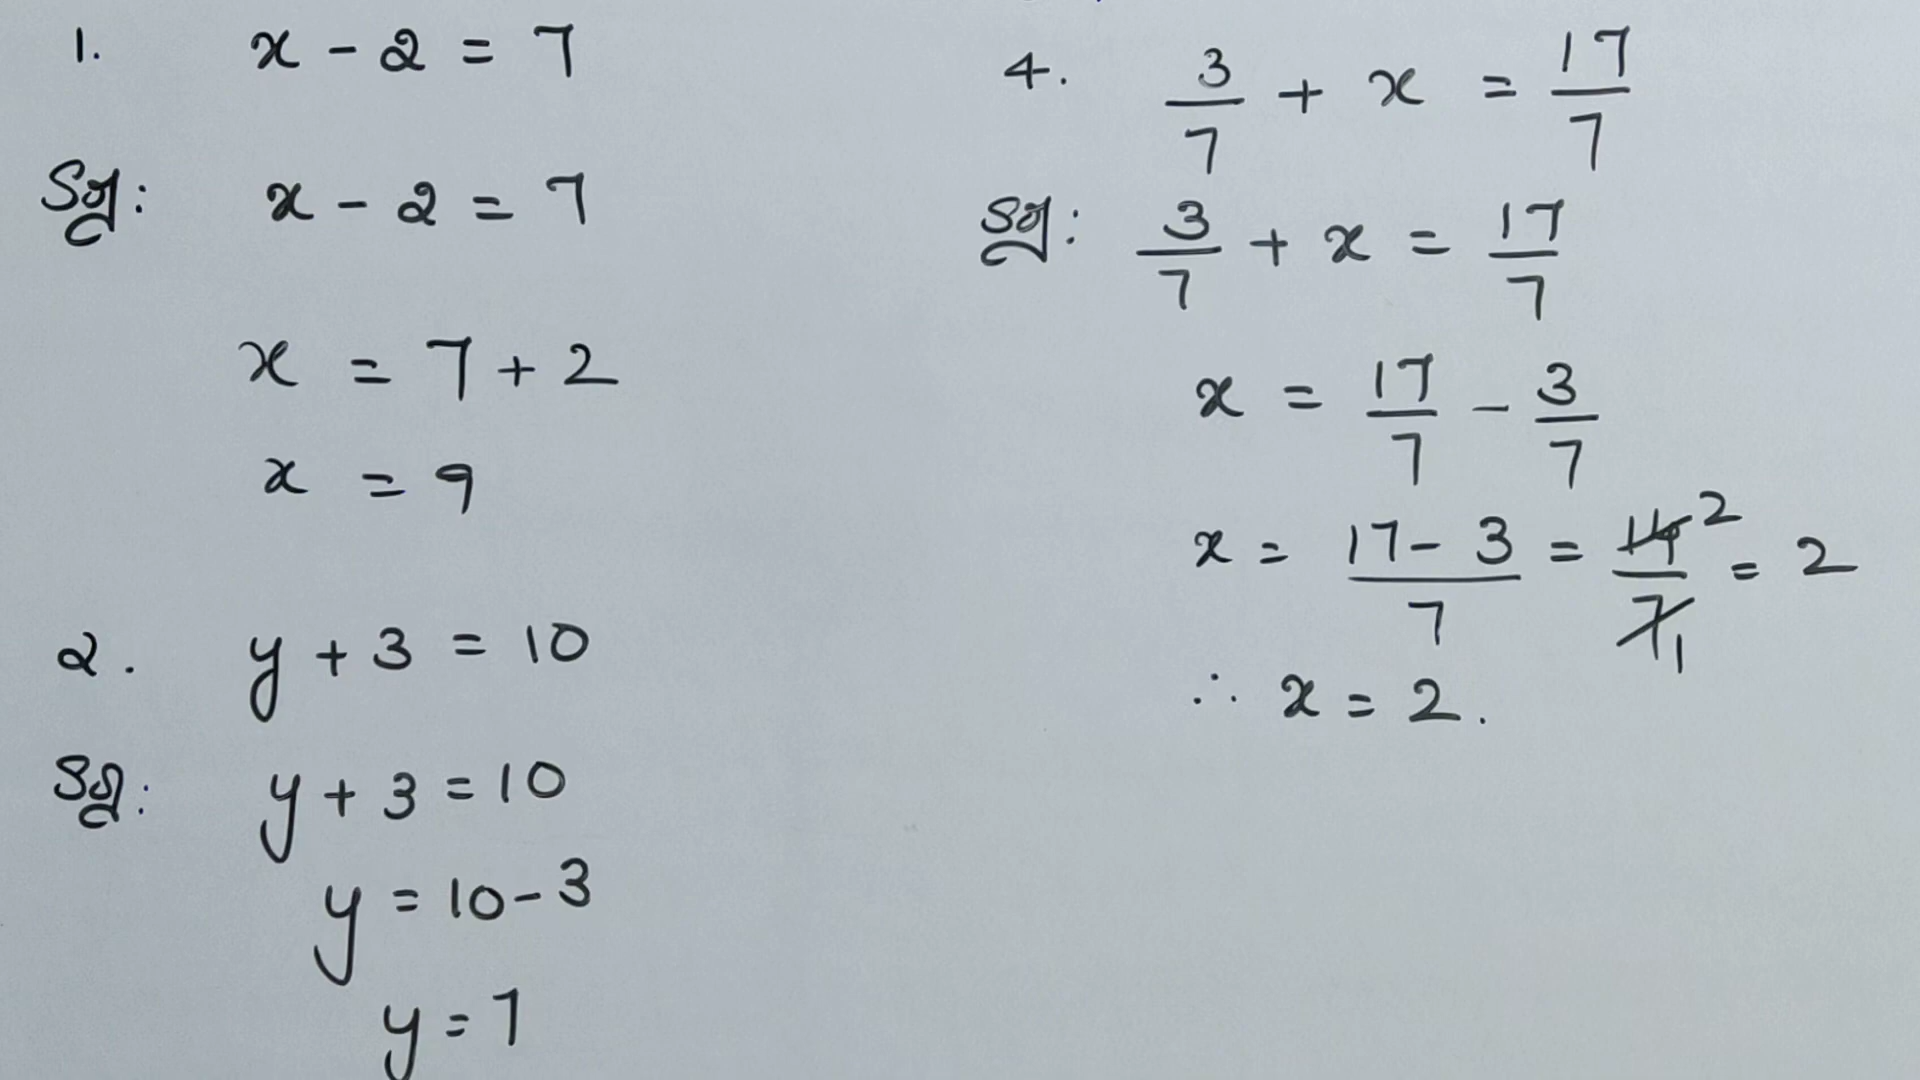 1. x - 2 = 7
Sol: x - 2 = 7
x = 7 + 2
x = 9
2. y + 3 = 10
Sol: y + 3 = 10
y = 10 - 3
y = 7
4. 3/7 + x = 17/7
Sol: 3/7 + x = 17/7
x = 17/7 - 3/7
x = 17 - 3/7 = 14 2/7 1 = 2
∴ x = 2.